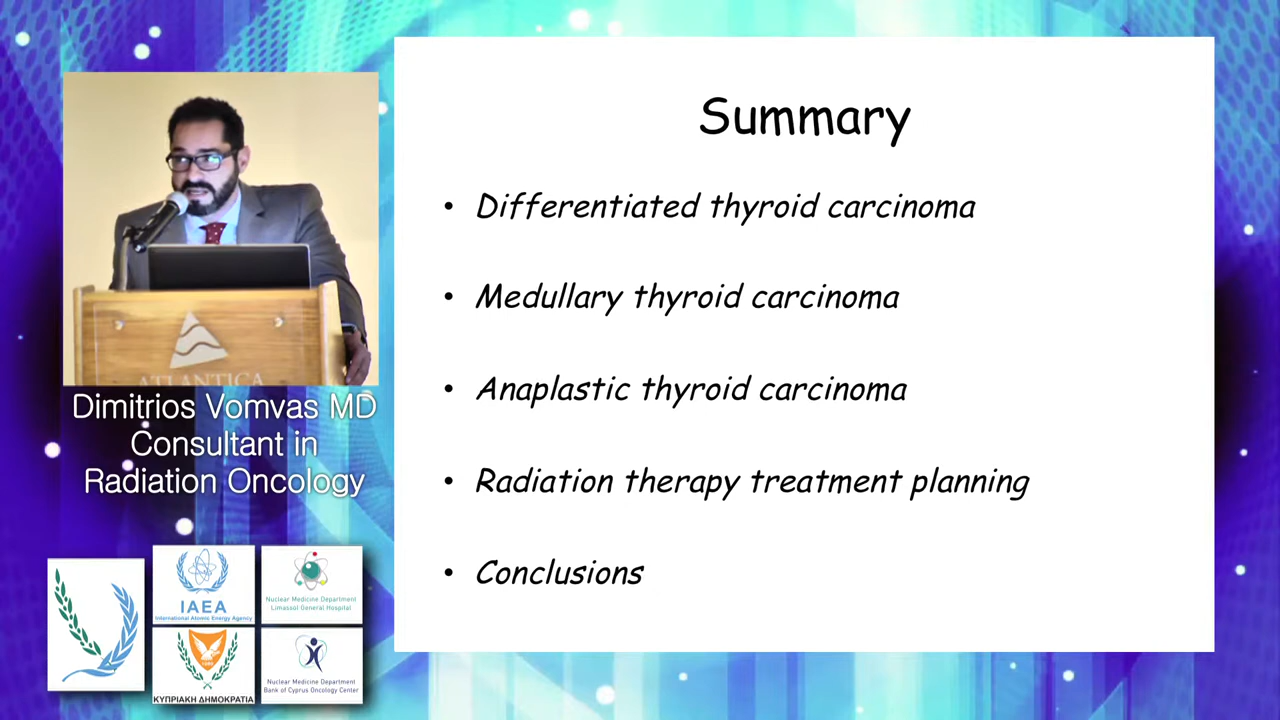 Summary
• Differentiated thyroid carcinoma
• Medullary thyroid carcinoma
• Anaplastic thyroid carcinoma
• Radiation therapy treatment planning
• Conclusions
ATLANTICA
Dimitrios Vomvas MD
Consultant in
Radiation Oncology
IAEA
International Atomic Energy Agency
Nuclear Medicine Department
Limassol General Hospital
1960
ΚΥΠΡΙΑΚΗ ΔΗΜΟΚΡΑΤΙΑ
Nuclear Medicine Department
Bank of Cyprus Oncology Center